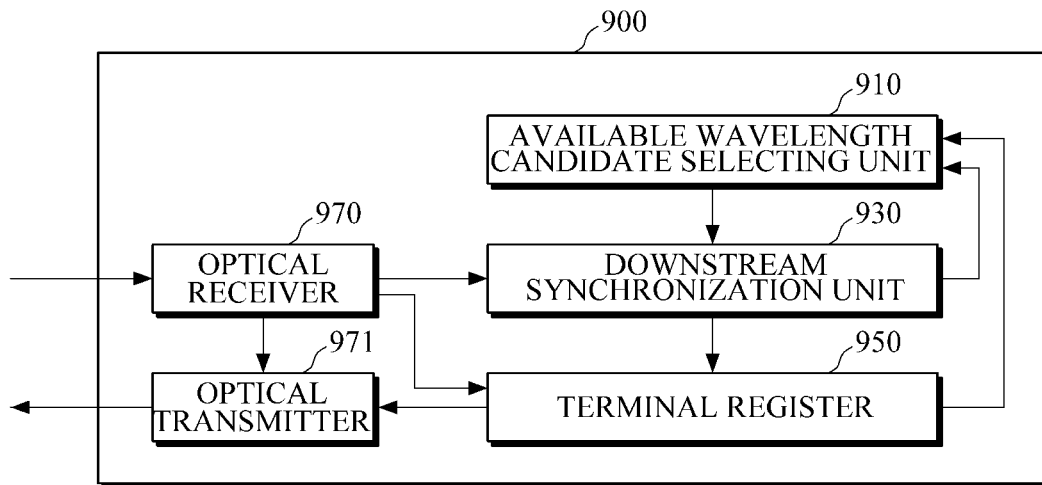 900
910
AVAILABLE WAVELENGTH
CANDIDATE SELECTING UNIT
970
930
OPTICAL
RECEIVER
DOWNSTREAM
SYNCHRONIZATION UNIT
971
950
OPTICAL
TRANSMITTER
TERMINAL REGISTER